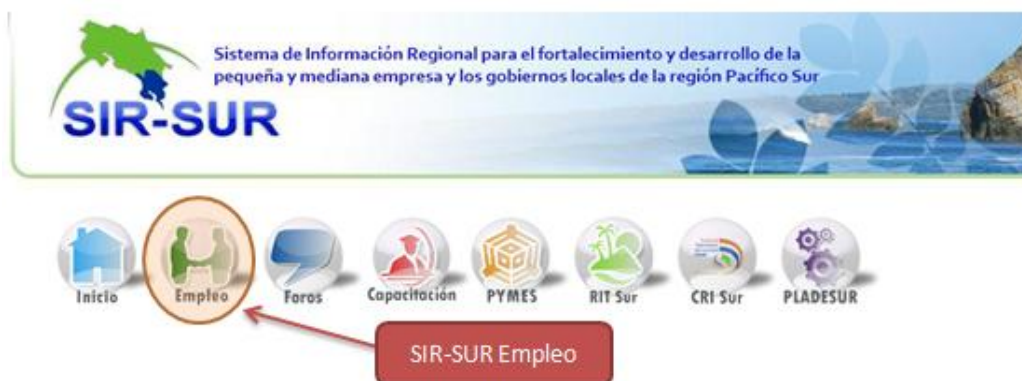 Sistema de Información Regional para el fortalecimiento y desarrollo de la
pequeña y mediana empresa y los gobiernos locales de la región Pacífico Sur
SIR-SUR
Inicio
Empleo
Foros
Capacitación
PYMES
RIT Sur
CRI Sur
PLADESUR
SIR-SUR Empleo